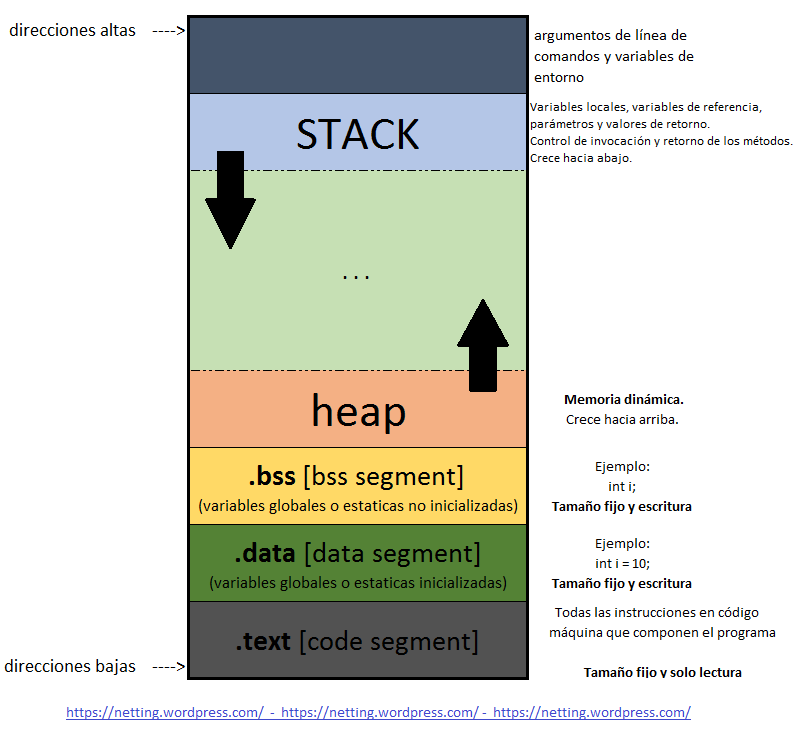 direcciones altas ---->
argumentos de línea de
comandos y variables de
entorno
STACK
Variables locales, variables de referencia,
parámetros y valores de retorno.
Control de invocación y retorno de los métodos.
Crece hacia abajo.
...
heap
Memoria dinámica.
Crece hacia arriba.
.bss [bss segment]
(variables globales o estaticas no inicializadas)
Ejemplo:
int i;
Tamaño fijo y escritura
.data [data segment]
(variables globales o estaticas inicializadas)
Ejemplo:
int i = 10;
Tamaño fijo y escritura
.text [code segment]
Todas las instrucciones en código
máquina que componen el programa
direcciones bajas ---->
Tamaño fijo y solo lectura
https://netting.wordpress.com/ - https://netting.wordpress.com/ - https://netting.wordpress.com/